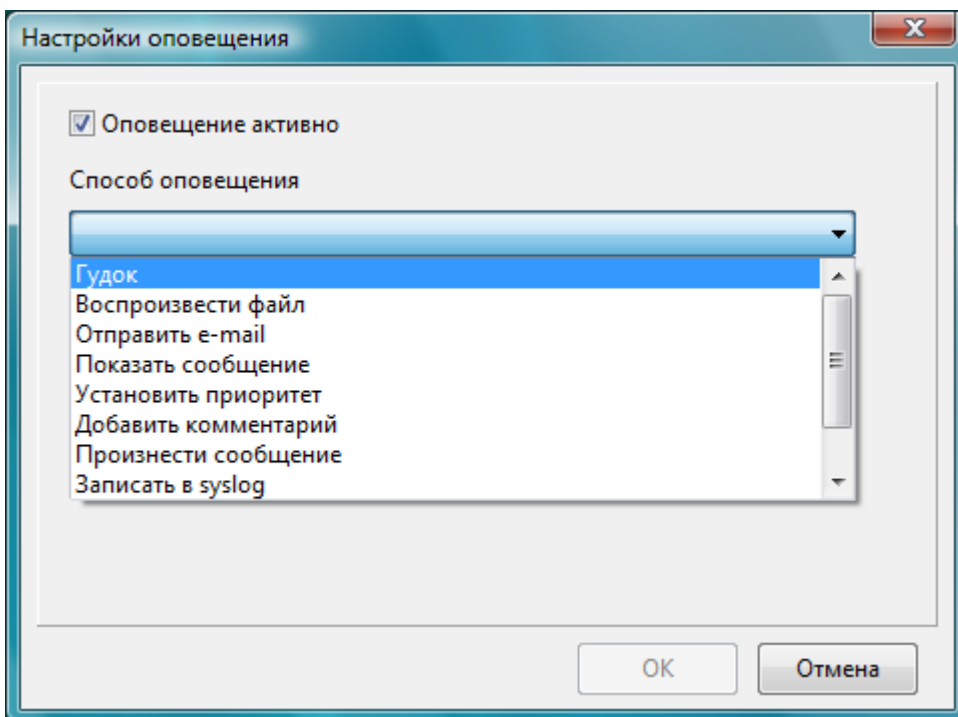 Настройки оповещения
Оповещение активно
Способ оповещения
Гудок
Воспроизвести файл
Отправить e-mail
Показать сообщение
Установить приоритет
Добавить комментарий
Произнести сообщение
Записать в syslog
ОК
Отмена